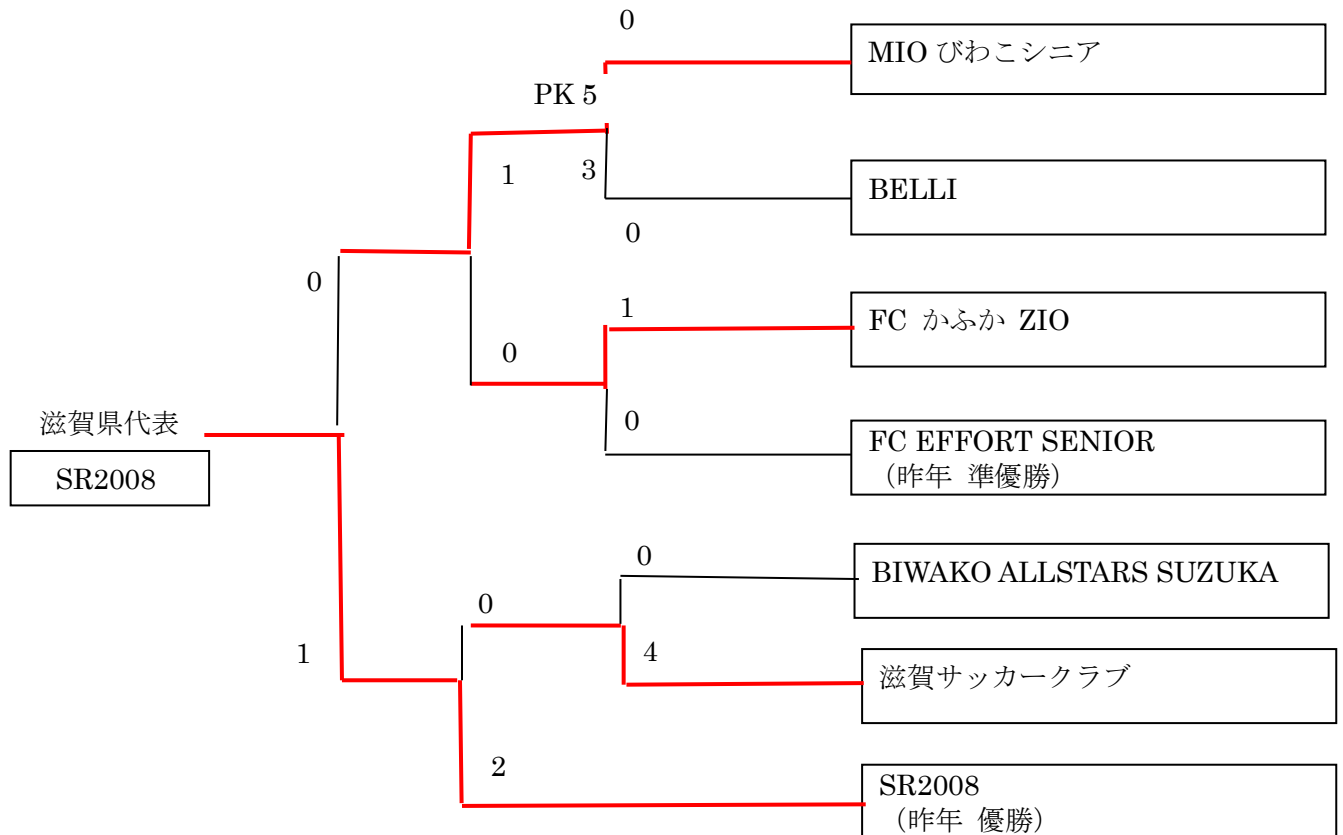 0
MIO びわこシニア
PK 5
1
3
BELLI
0
0
1
FC かふか ZIO
0
滋賀県代表
0
FC EFFORT SENIOR
（昨年 準優勝）
SR2008
0
BIWAKO ALLSTARS SUZUKA
0
1
4
滋賀サッカークラブ
2
SR2008
（昨年 優勝）